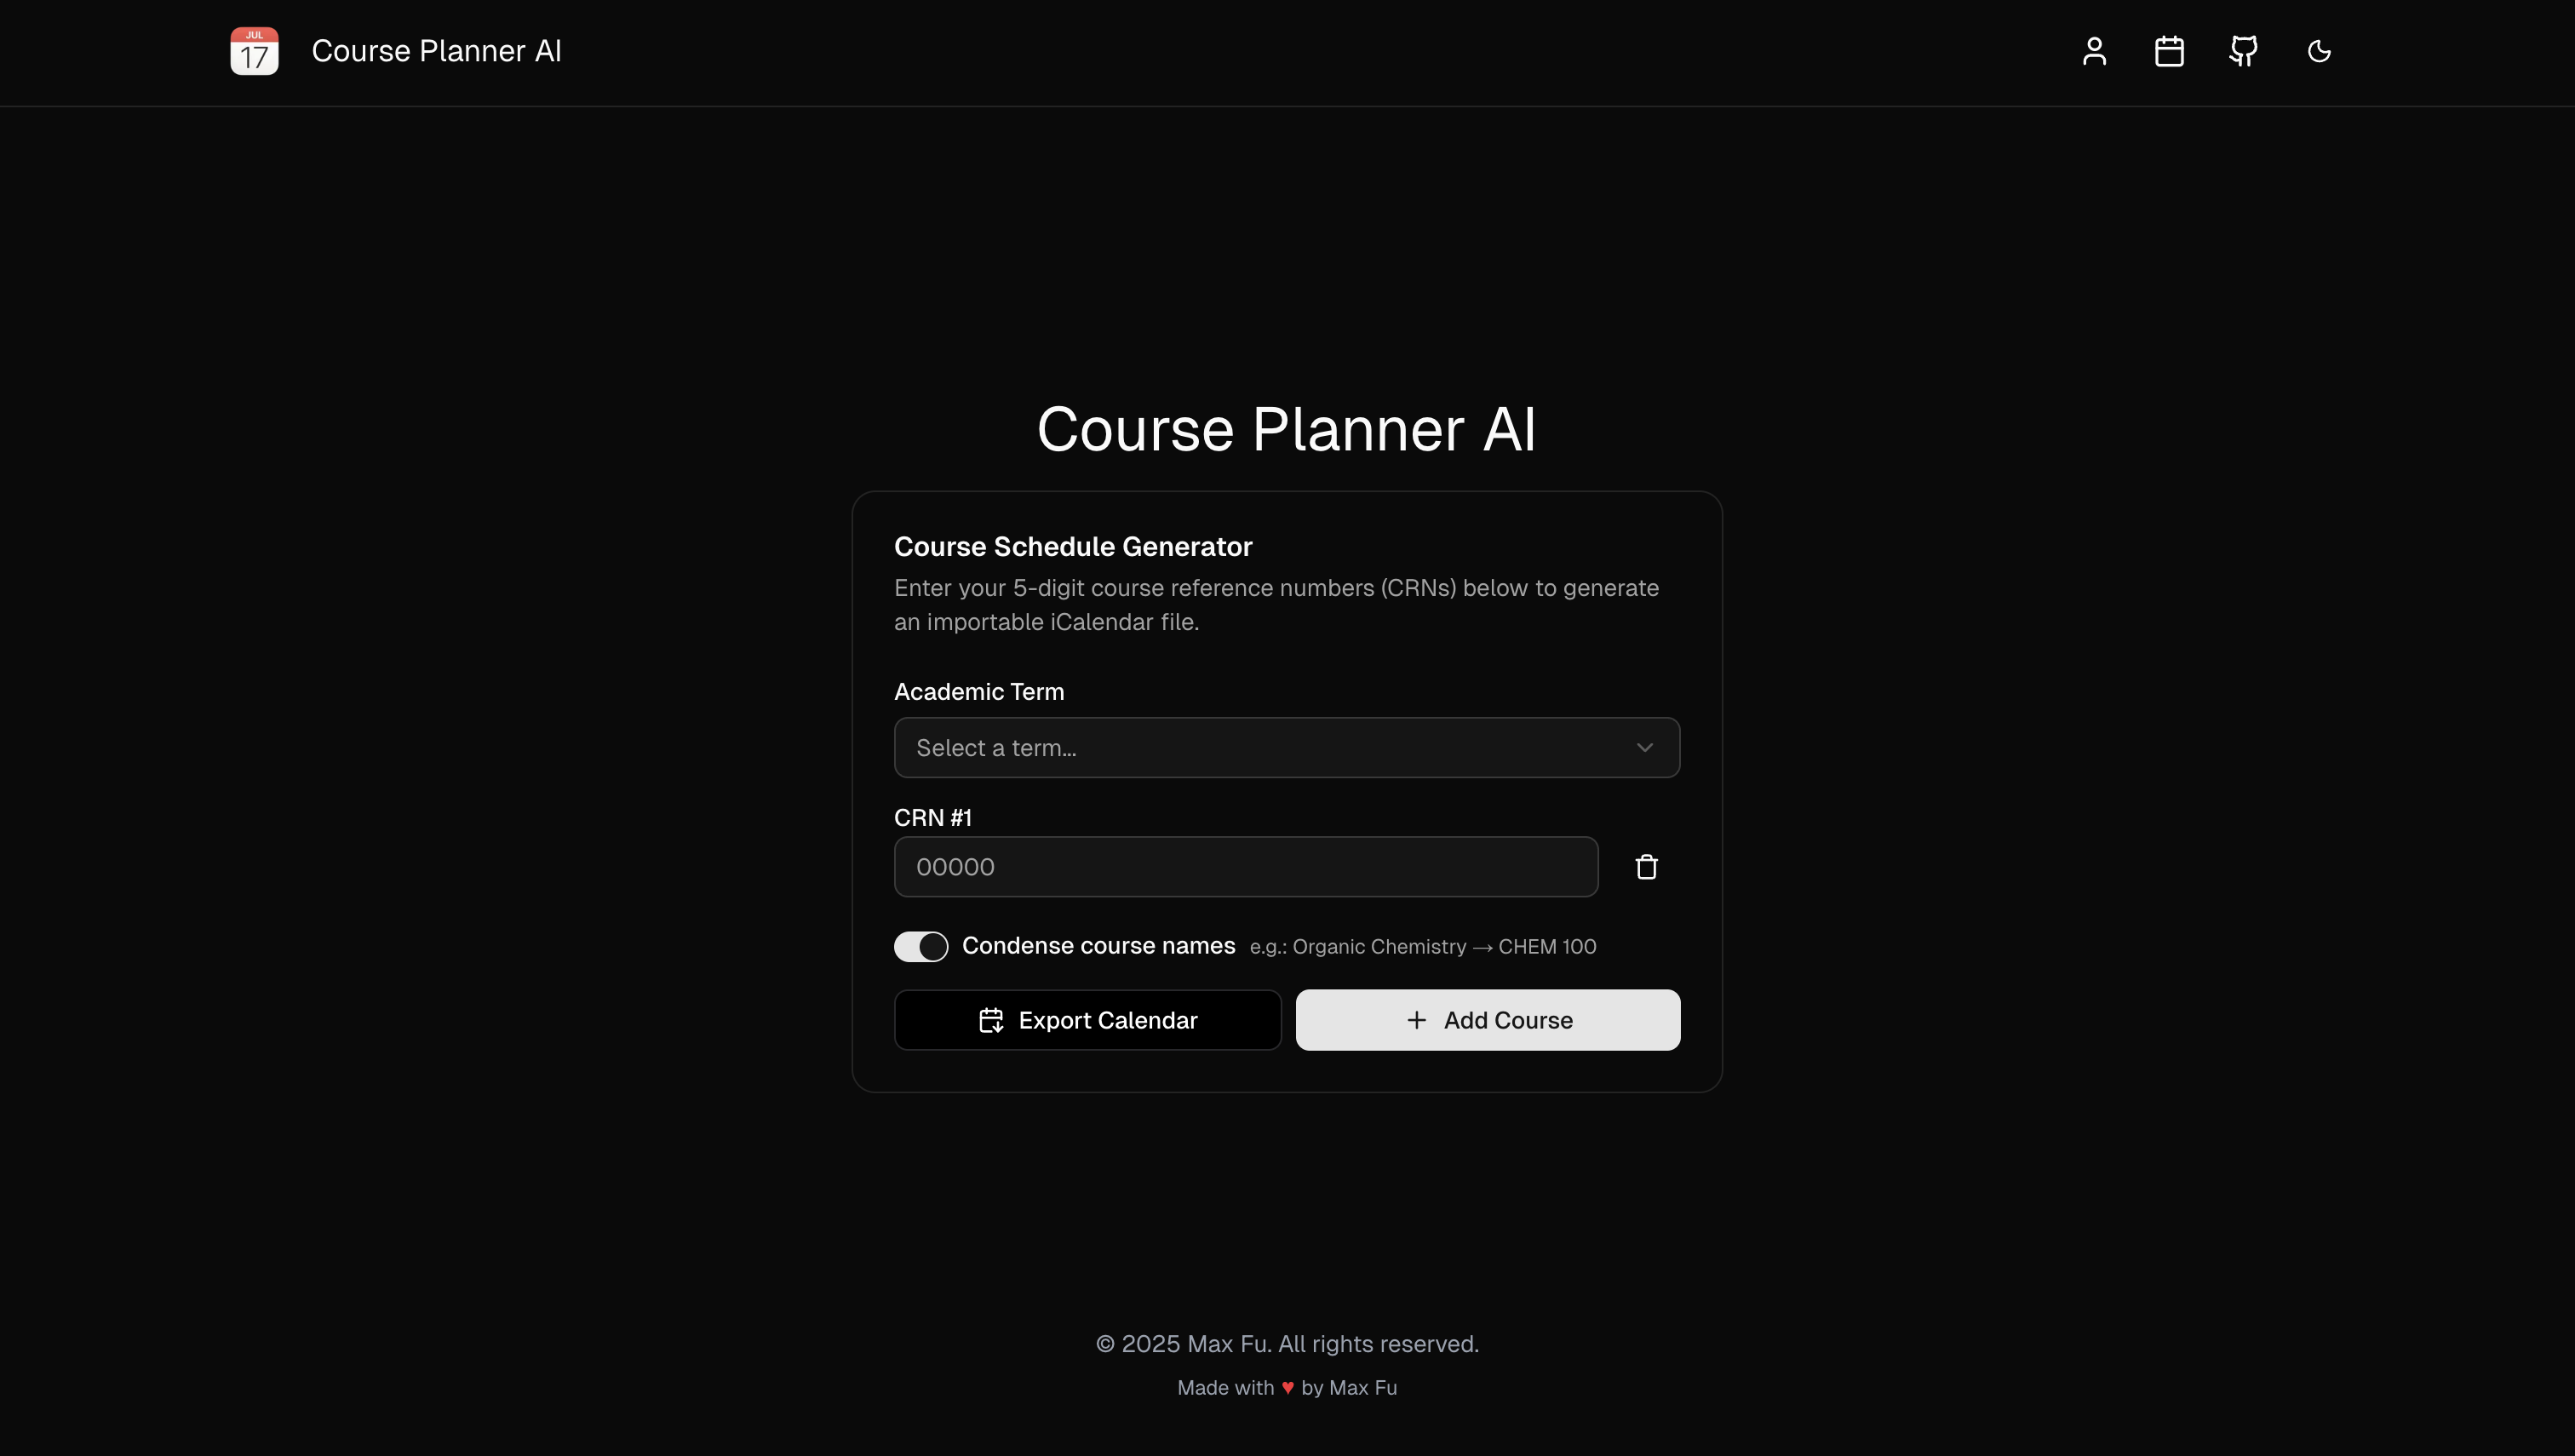 JUL
17
Course Planner AI
Course Planner AI
Course Schedule Generator
Enter your 5-digit course reference numbers (CRNs) below to generate
an importable iCalendar file.
Academic Term
Select a term...
CRN #1
00000
Condense course names e.g.: Organic Chemistry → CHEM 100
Export Calendar
+ Add Course
© 2025 Max Fu. All rights reserved.
Made with ♥ by Max Fu